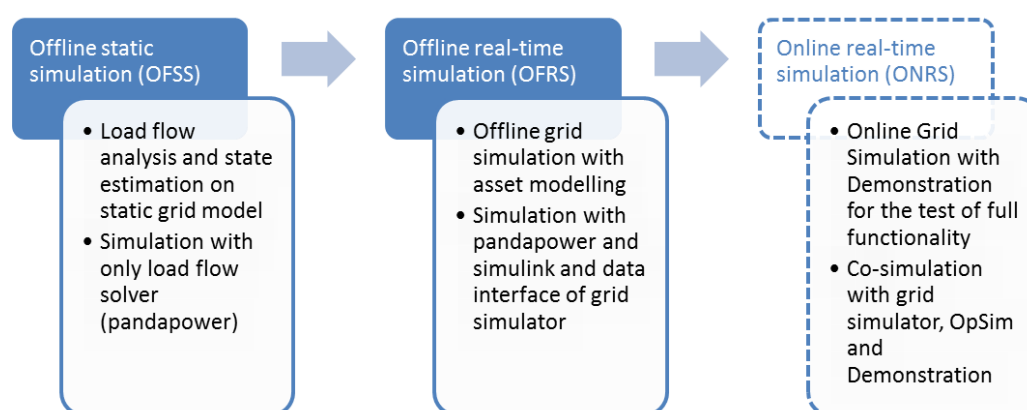 Offline static
simulation (OFSS)
• Load flow
analysis and state
estimation on
static grid model
• Simulation with
only load flow
solver
(pandapower)
Offline real-time
simulation (OFRS)
• Offline grid
simulation with
asset modelling
• Simulation with
pandapower and
simulink and data
interface of grid
simulator
Online real-time
simulation (ONRS)
• Online Grid
Simulation with
Demonstration
for the test of full
functionality
• Co-simulation
with grid
simulator, OpSim
and
Demonstration